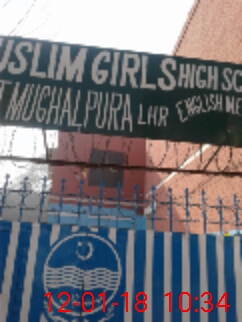 USLIM GIRLS HIGH SC
T MUGHALPURA LHR ENGLISH ME
12-01-18 10:34